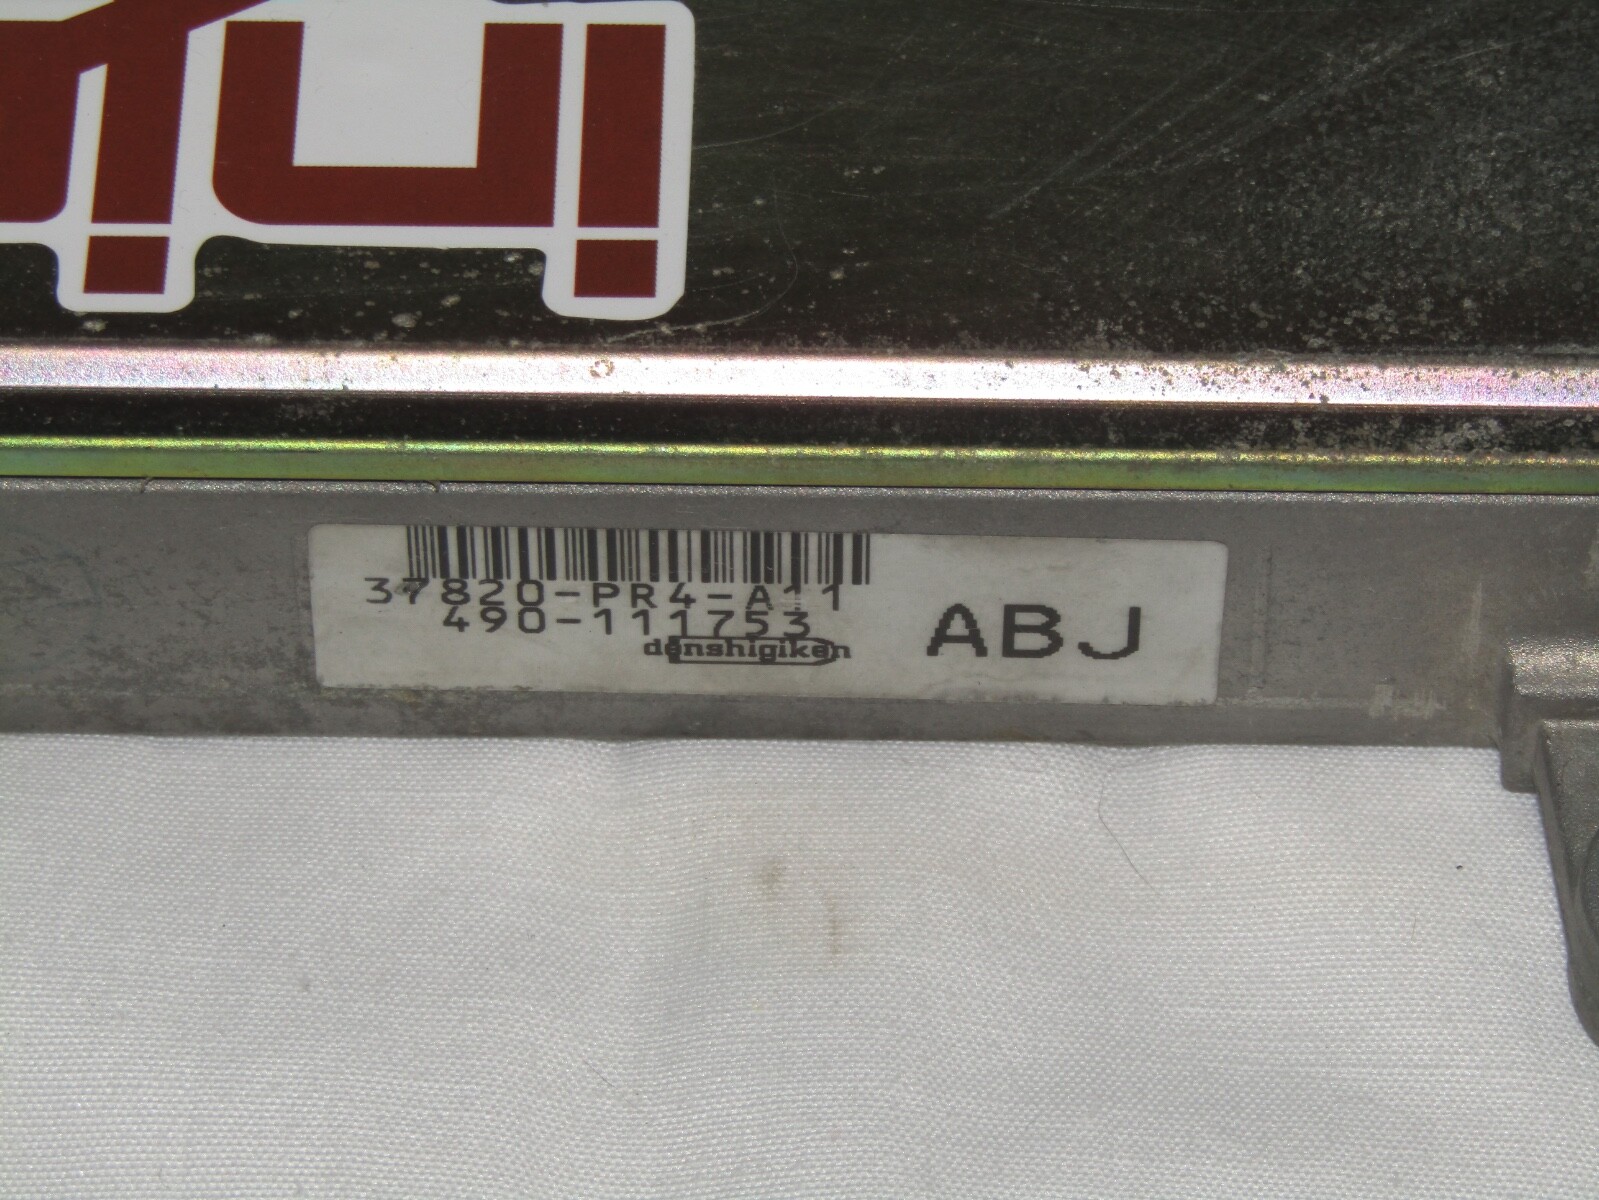 37820-PR4-A11
490-111753
denshigiken
ABJ